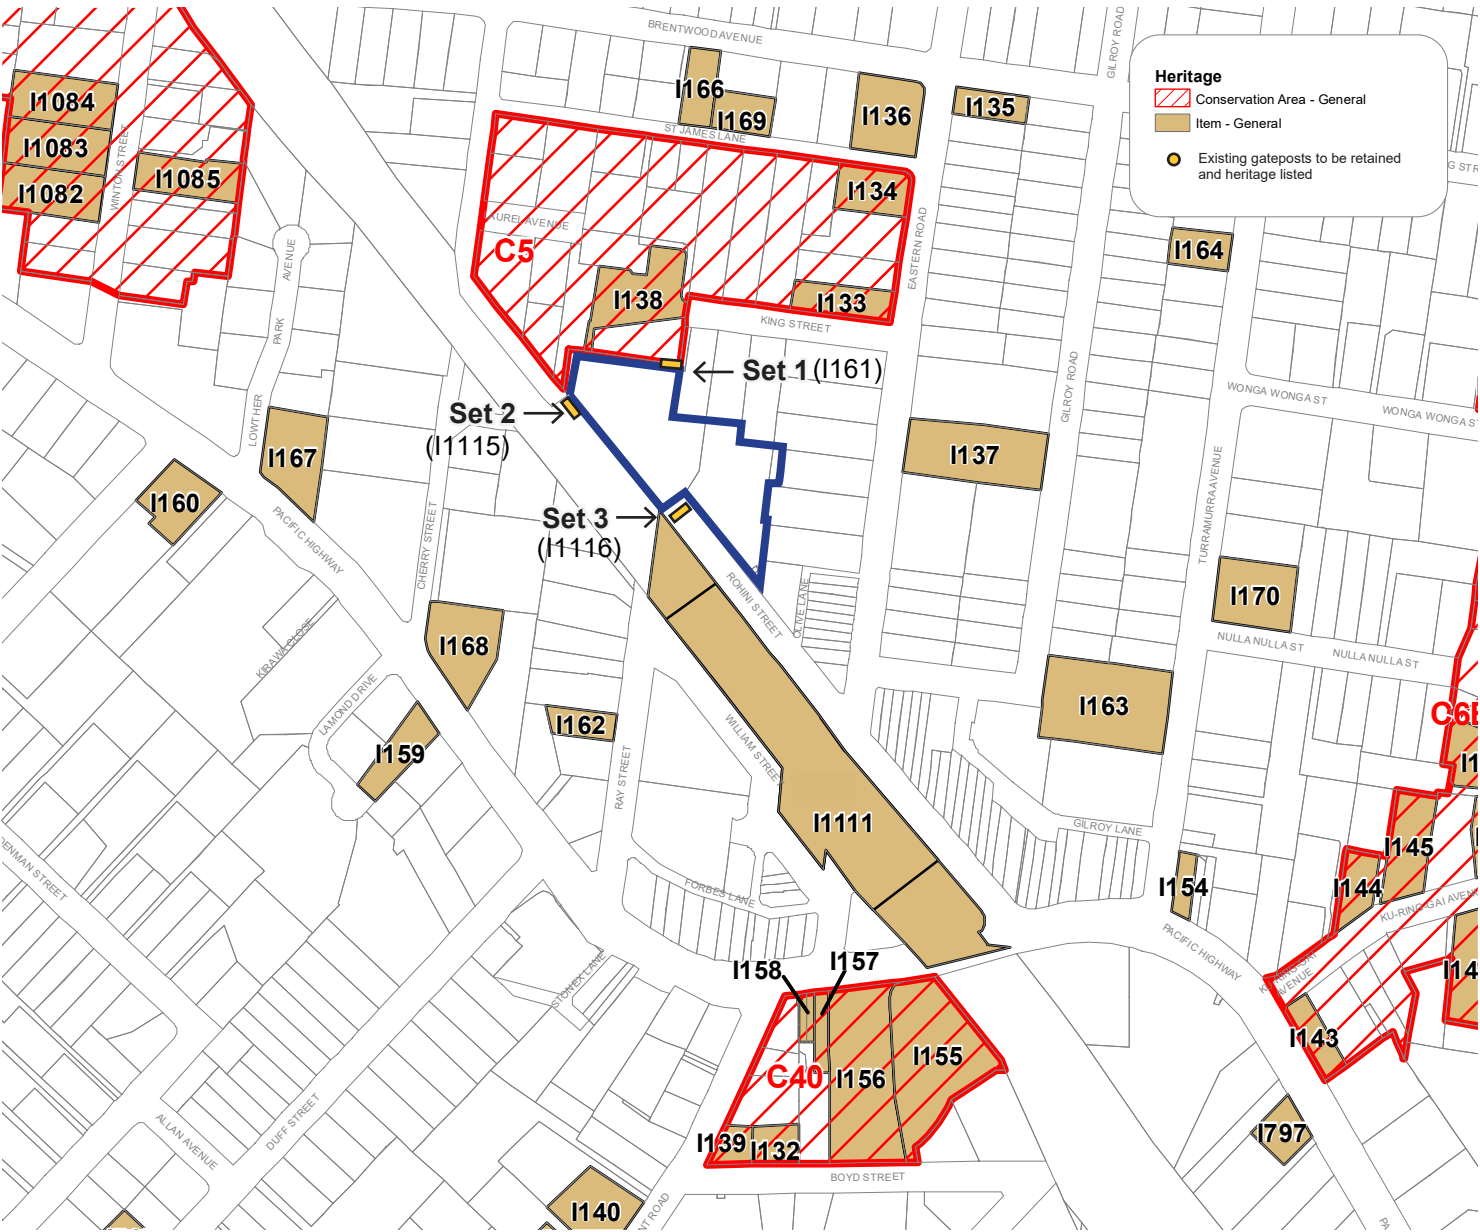 BRENTWOOD AVENUE
GILROY ROAD
Heritage
Conservation Area - General
Item - General
Existing gateposts to be retained
and heritage listed
I1084
I1083
I1082
I1085
WINTON STREET
I166
I169
I136
I135
ST JAMES LANE
I134
C5
I138
I133
KING STREET
EASTERN ROAD
I164
PARK
AVENUE
LOWTHER
Set 1 (I161)
Set 2
(I1115)
Set 3
(I1116)
GILROY ROAD
WONGA WONGA ST
WONGA WONGA ST
I167
I160
PACIFIC HIGHWAY
CHERRY STREET
I137
TURRAMURRA AVENUE
ROHINI STREET
OLIVE LANE
I170
NULLA NULLA ST
NULLA NULLA ST
KIRAWA CLOSE
LAMOND DRIVE
I168
I162
I159
I163
RAY STREET
WILLIAM STREET
I1111
GILROY LANE
DENMAN STREET
FORBES LANE
I154
PACIFIC HIGHWAY
I145
I144
KU-RING-GAI AVENUE
STONEX LANE
I158
I157
I143
C40
I156
I155
I139
I132
BOYD STREET
ALLAN AVENUE
DUFF STREET
I140
I797